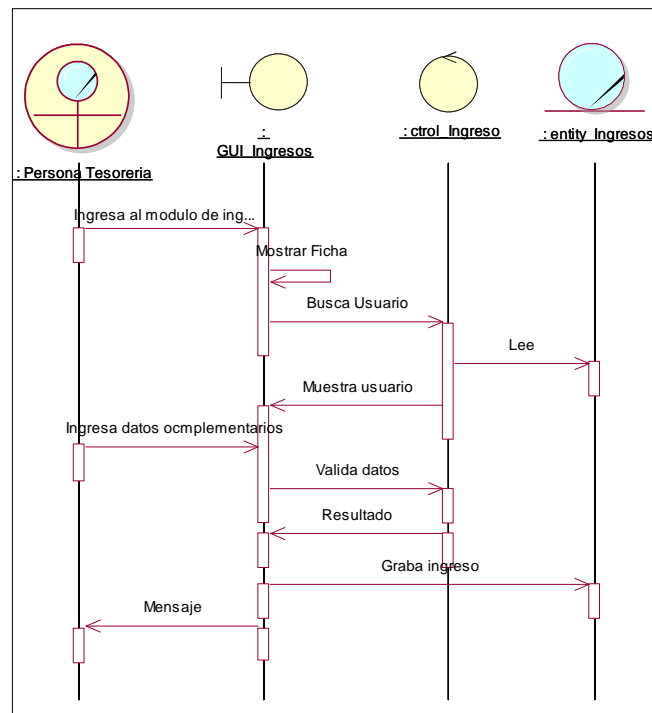 : Persona Tesoreria
:
GUI_Ingresos
: ctrol_Ingreso
: entity_Ingresos
Ingresa al modulo de ing...
Mostrar Ficha
Busca Usuario
Lee
Muestra usuario
Ingresa datos ocmplementarios
Valida datos
Resultado
Graba ingreso
Mensaje